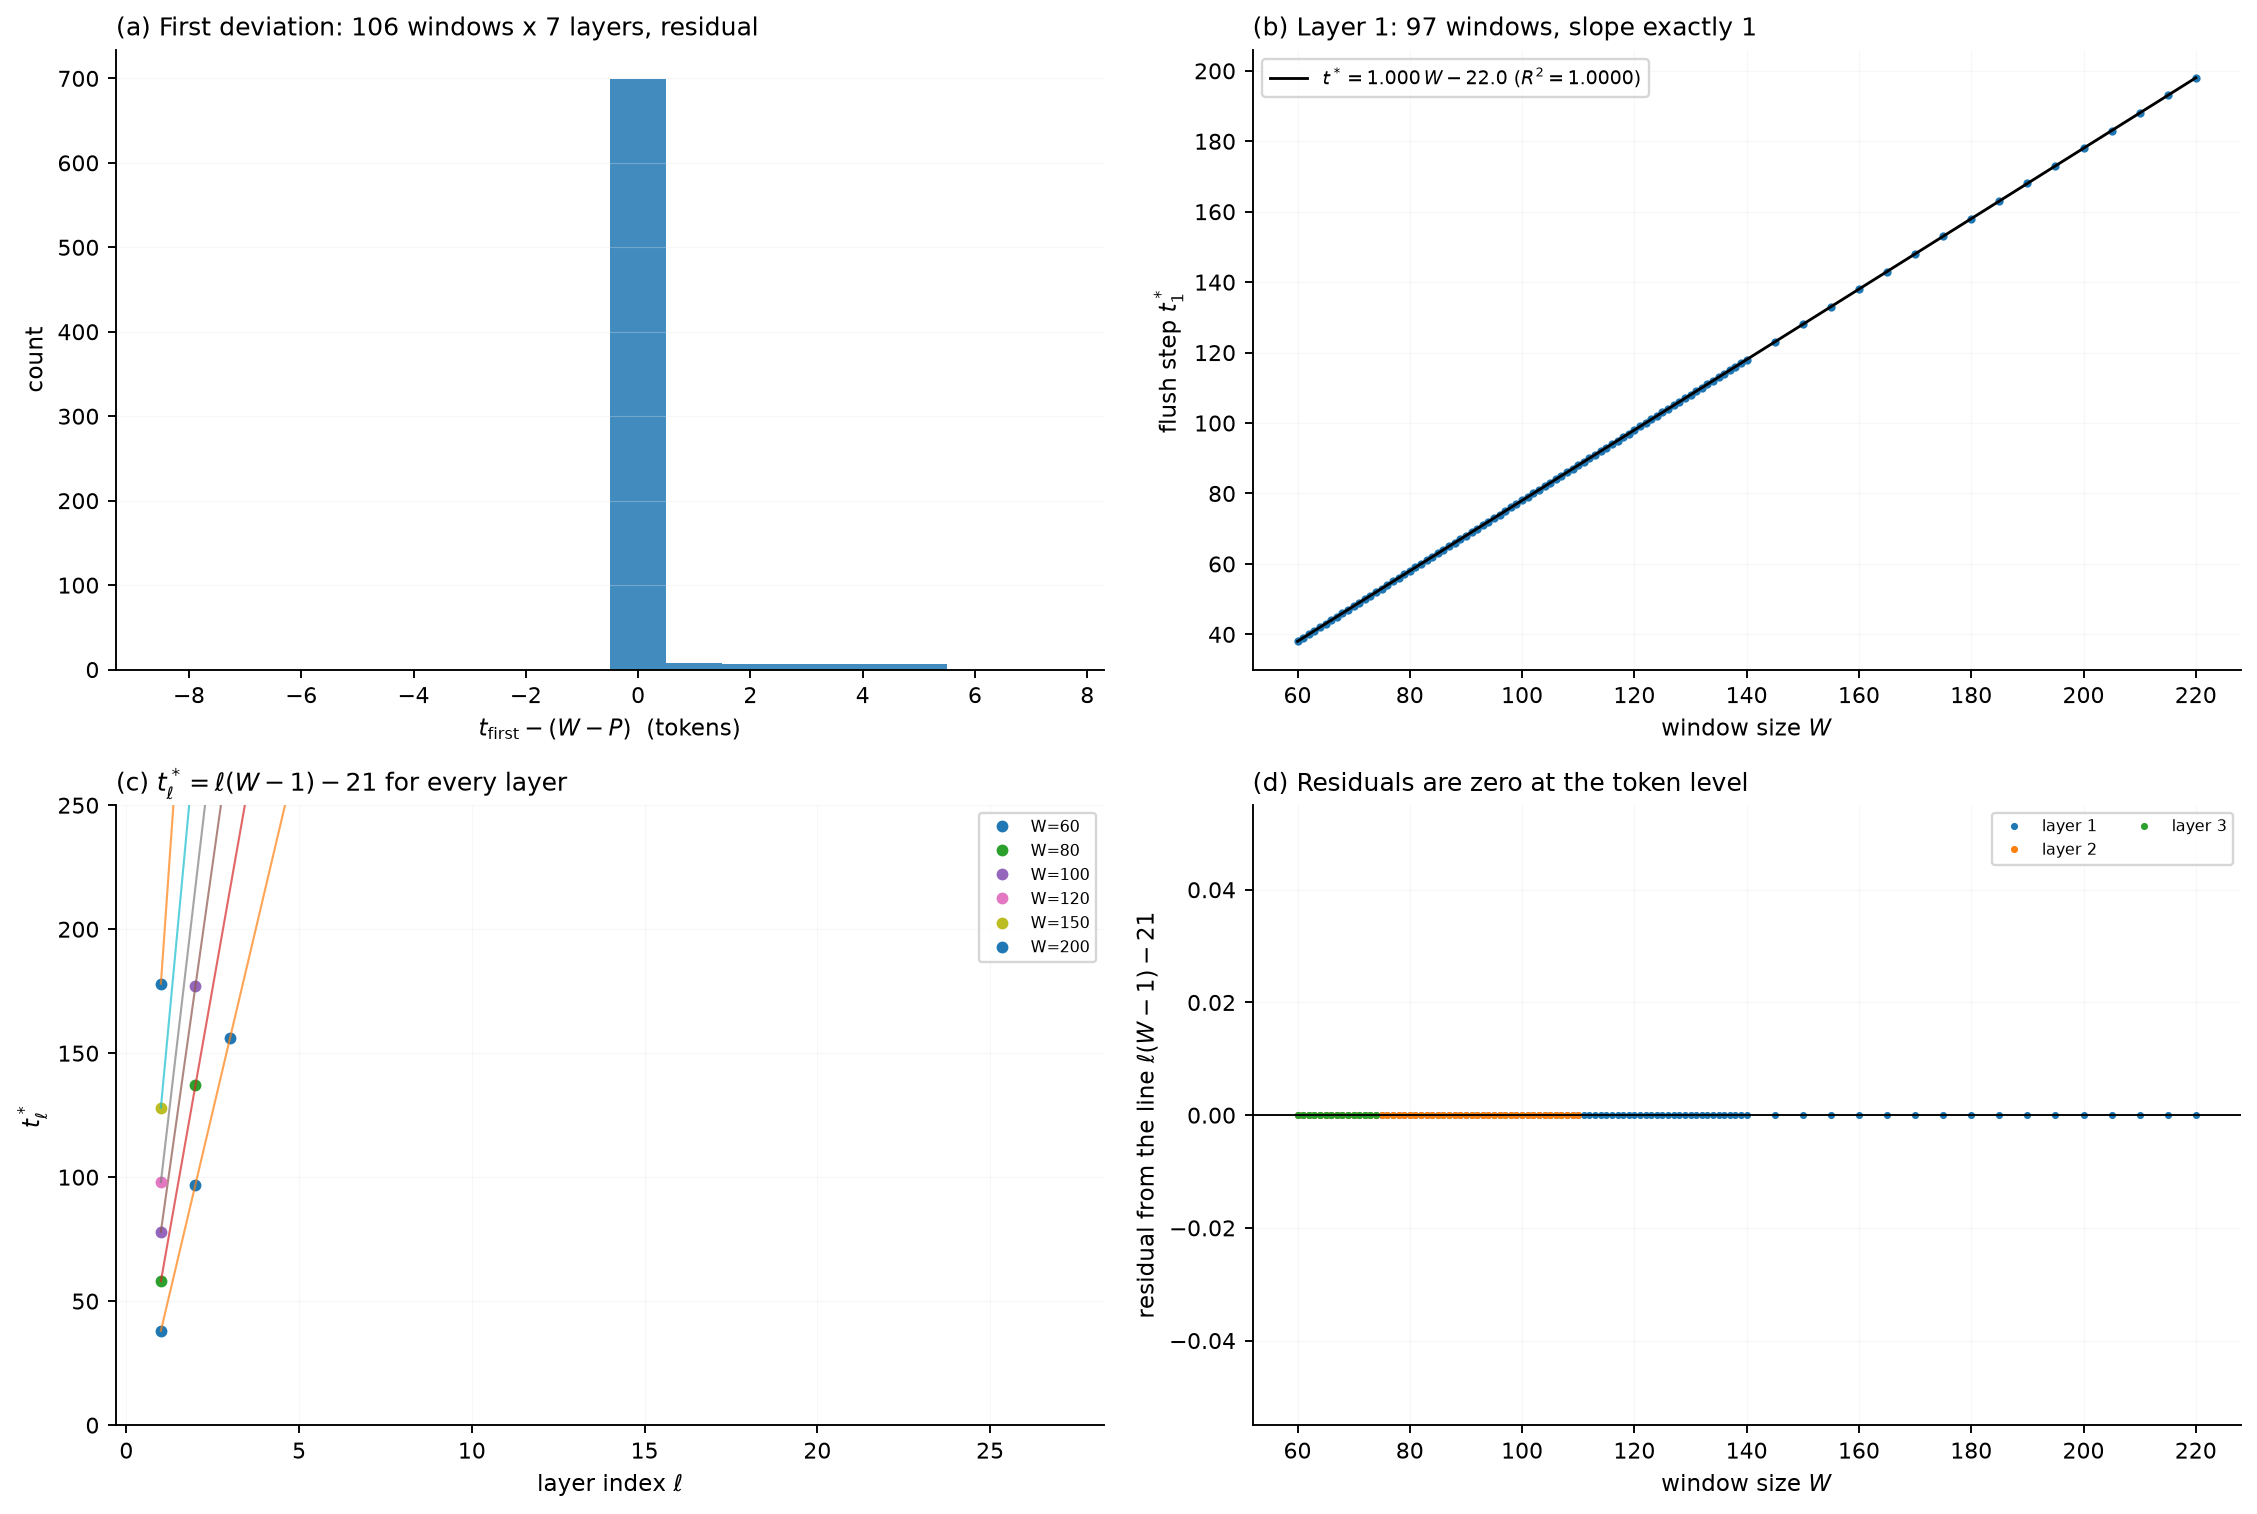 (a) First deviation: 106 windows x 7 layers, residual
700
600
500
400
300
200
100
0
count
−8 −6 −4 −2 0 2 4 6 8
t_first − (W − P) (tokens)
(b) Layer 1: 97 windows, slope exactly 1
t* = 1.000 W − 22.0 (R² = 1.0000)
200
180
160
140
120
100
80
60
40
flush step t₁*
60 80 100 120 140 160 180 200 220
window size W
(c) t_ℓ* = ℓ(W − 1) − 21 for every layer
W=60
W=80
W=100
W=120
W=150
W=200
250
200
150
100
50
0
t_ℓ*
0 5 10 15 20 25
layer index ℓ
(d) Residuals are zero at the token level
layer 1 layer 3
layer 2
0.04
0.02
0.00
−0.02
−0.04
residual from the line ℓ(W − 1) − 21
60 80 100 120 140 160 180 200 220
window size W